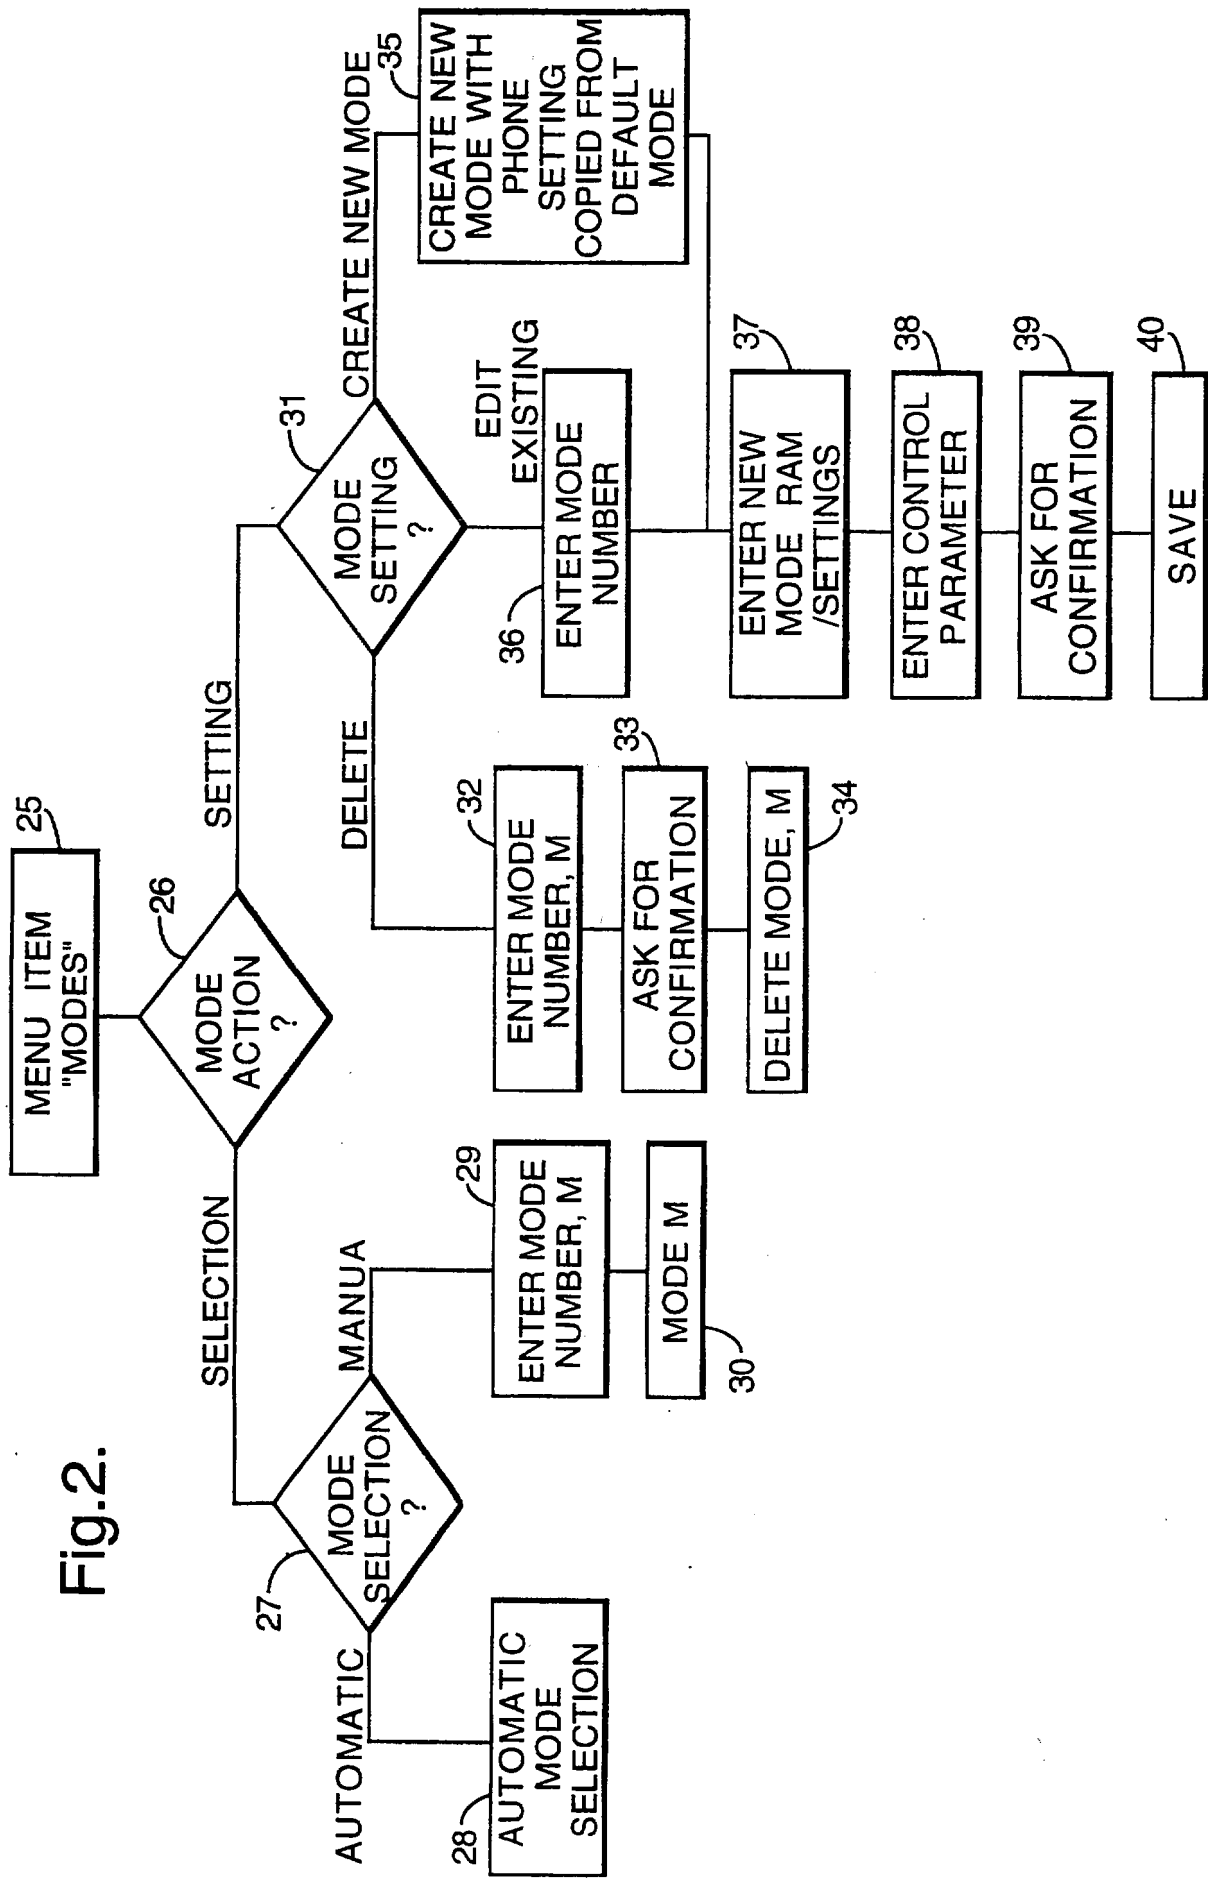 Fig.2.
MENU ITEM
"MODES"
25
MODE
ACTION
?
26
SELECTION
SETTING
MODE
SELECTION
?
27
AUTOMATIC
MANUA
AUTOMATIC
MODE
SELECTION
28
ENTER MODE
NUMBER, M
29
MODE M
30
MODE
SETTING
?
31
DELETE
EDIT
EXISTING
CREATE NEW MODE
ENTER MODE
NUMBER, M
32
ASK FOR
CONFIRMATION
33
DELETE MODE, M
34
CREATE NEW
MODE WITH
PHONE
SETTING
COPIED FROM
DEFAULT
MODE
35
ENTER MODE
NUMBER
36
ENTER NEW
MODE RAM
/SETTINGS
37
ENTER CONTROL
PARAMETER
38
ASK FOR
CONFIRMATION
39
SAVE
40